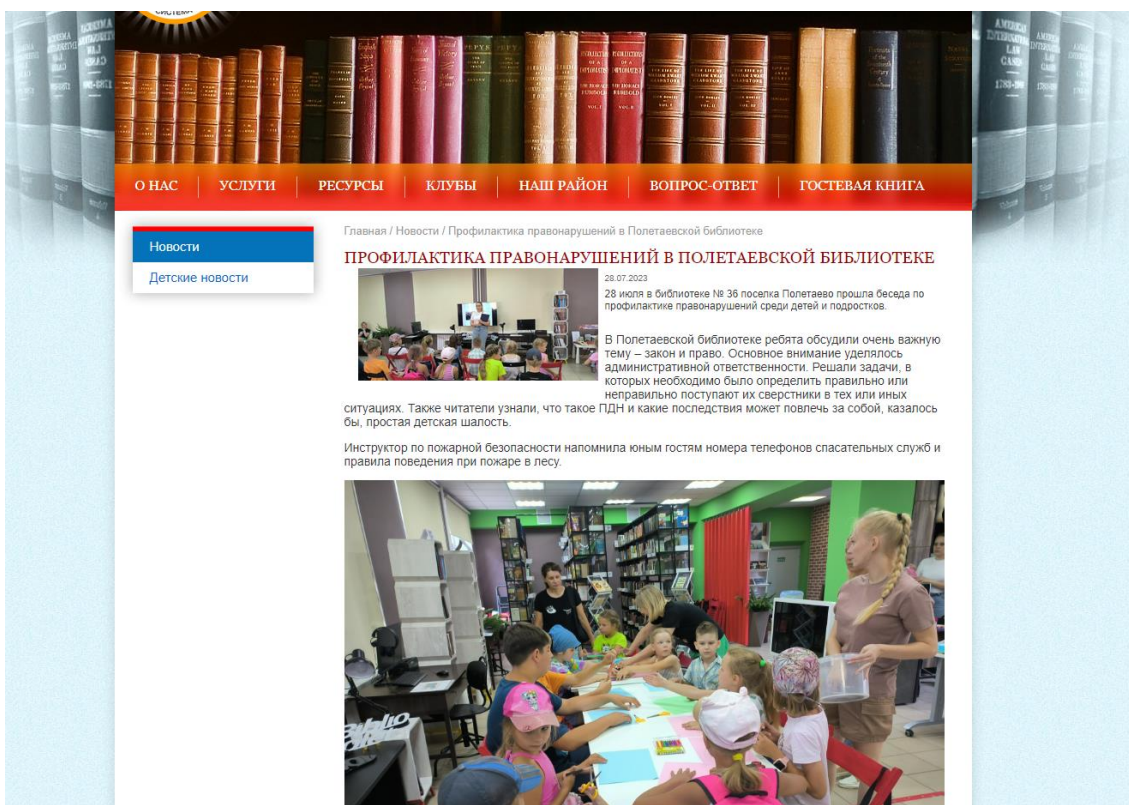 СИСТЕМА
О НАС
УСЛУГИ
РЕСУРСЫ
КЛУБЫ
НАШ РАЙОН
ВОПРОС-ОТВЕТ
ГОСТЕВАЯ КНИГА
Новости
Детские новости
Главная / Новости / Профилактика правонарушений в Полетаевской библиотеке
ПРОФИЛАКТИКА ПРАВОНАРУШЕНИЙ В ПОЛЕТАЕВСКОЙ БИБЛИОТЕКЕ
28.07.2023
28 июля в библиотеке № 36 поселка Полетаево прошла беседа по
профилактике правонарушений среди детей и подростков.
В Полетаевской библиотеке ребята обсудили очень важную
тему – закон и право. Основное внимание уделялось
административной ответственности. Решали задачи, в
которых необходимо было определить правильно или
неправильно поступают их сверстники в тех или иных
ситуациях. Также читатели узнали, что такое ПДН и какие последствия может повлечь за собой, казалось
бы, простая детская шалость.
Инструктор по пожарной безопасности напомнила юным гостям номера телефонов спасательных служб и
правила поведения при пожаре в лесу.
Biblio